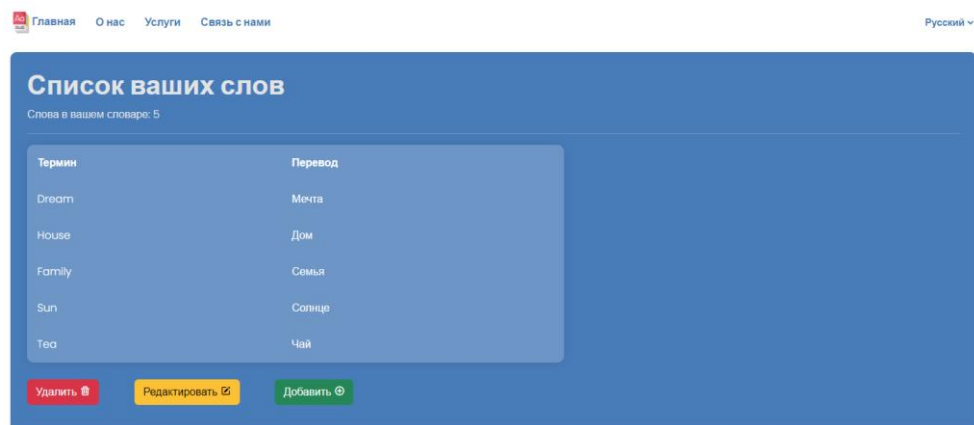 Главная О нас Услуги Связь с нами Русский
Список ваших слов
Слова в вашем словаре: 5
Термин Перевод
Dream Мечта
House Дом
Family Семья
Sun Солнце
Tea Чай
Удалить Редактировать Добавить